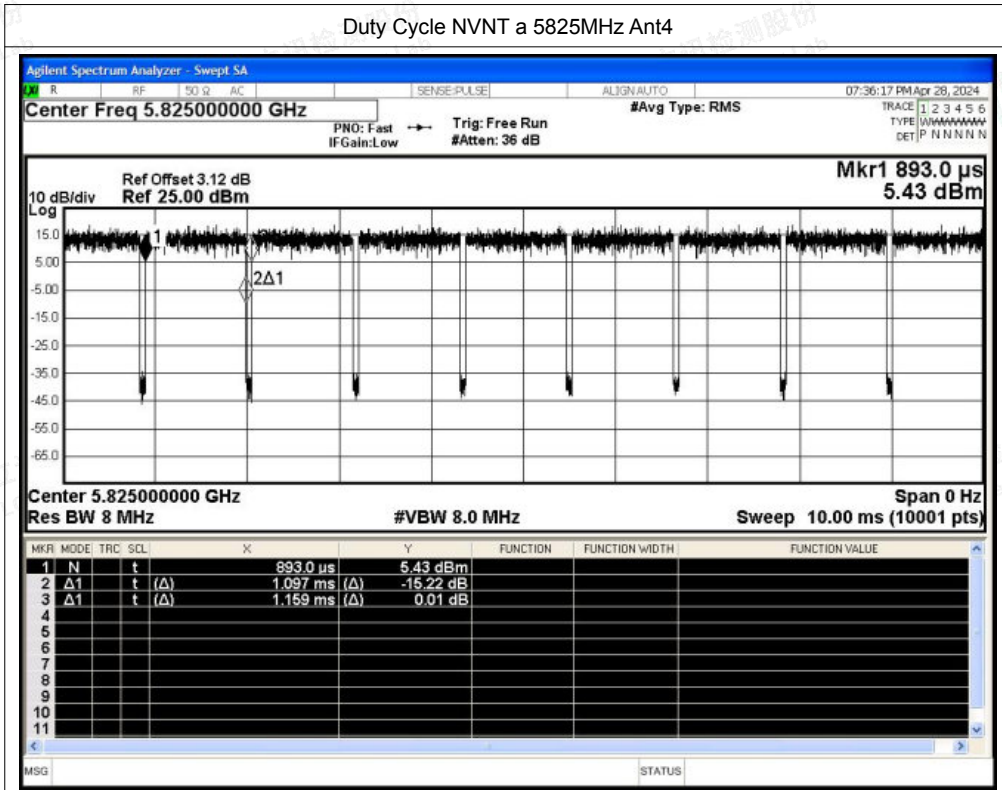 Duty Cycle NVNT a 5825MHz Ant4
Agilent Spectrum Analyzer - Swept SA
LXI R RF 50 Ω AC SENSE:PULSE ALIGNAUTO 07:36:17 PM Apr 28, 2024
Center Freq 5.825000000 GHz #Avg Type: RMS TRACE 1 2 3 4 5 6
PNO: Fast Trig: Free Run TYPE WWWWWW
IFGain:Low #Atten: 36 dB DET P N N N N N
Mkr1 893.0 µs
Ref Offset 3.12 dB
10 dB/div Ref 25.00 dBm 5.43 dBm
Log
15.0
1
5.00
2Δ1
-5.00
-15.0
-25.0
-35.0
-45.0
-55.0
-65.0
Center 5.825000000 GHz Span 0 Hz
Res BW 8 MHz #VBW 8.0 MHz Sweep 10.00 ms (10001 pts)
MKR MODE TRC SCL X Y FUNCTION FUNCTION WIDTH FUNCTION VALUE
1 N t 893.0 µs 5.43 dBm
2 Δ1 t (Δ) 1.097 ms (Δ) -15.22 dB
3 Δ1 t (Δ) 1.159 ms (Δ) 0.01 dB
4
5
6
7
8
9
10
11
MSG STATUS